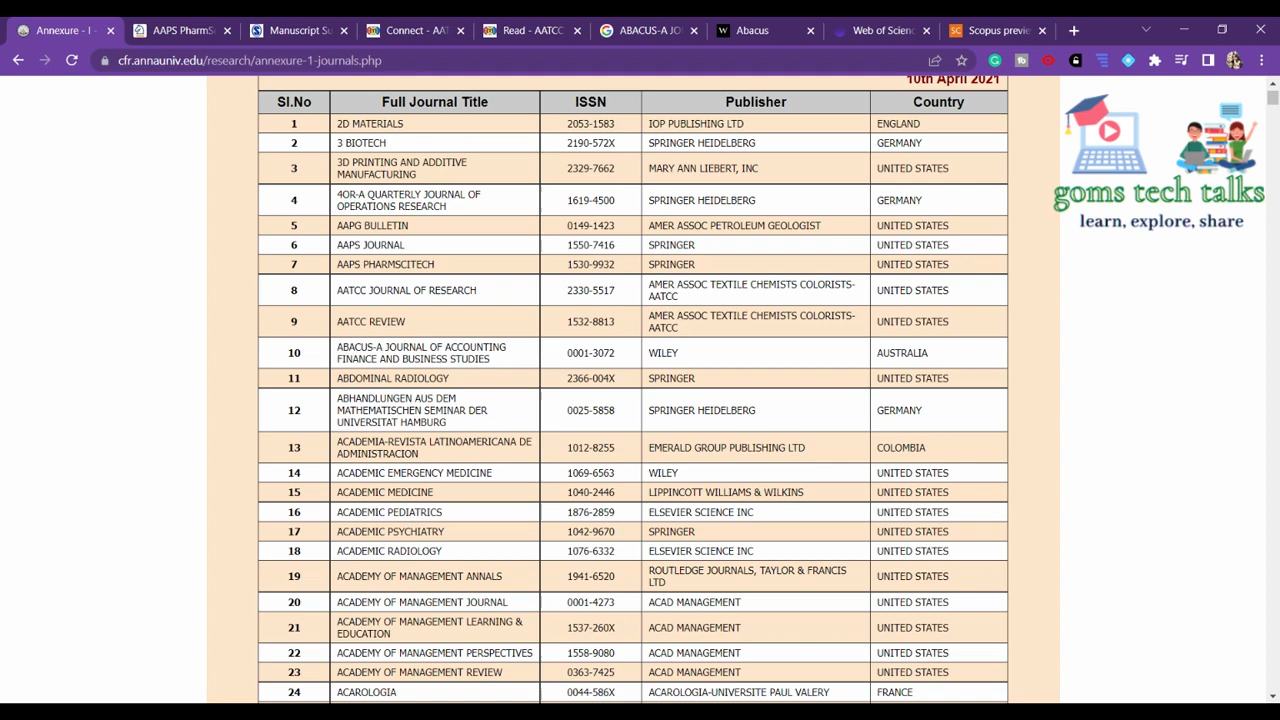 Annexure - I -
AAPS PharmS
Manuscript Su
Connect - AAT
Read - AATCC
ABACUS-A JO
Abacus
Web of Scienc
Scopus previe
cfr.annauniv.edu/research/annexure-1-journals.php
10th April 2021
Sl.No Full Journal Title ISSN Publisher Country
1 2D MATERIALS 2053-1583 IOP PUBLISHING LTD ENGLAND
2 3 BIOTECH 2190-572X SPRINGER HEIDELBERG GERMANY
3 3D PRINTING AND ADDITIVE
MANUFACTURING 2329-7662 MARY ANN LIEBERT, INC UNITED STATES
4 4OR-A QUARTERLY JOURNAL OF
OPERATIONS RESEARCH 1619-4500 SPRINGER HEIDELBERG GERMANY
5 AAPG BULLETIN 0149-1423 AMER ASSOC PETROLEUM GEOLOGIST UNITED STATES
6 AAPS JOURNAL 1550-7416 SPRINGER UNITED STATES
7 AAPS PHARMSCITECH 1530-9932 SPRINGER UNITED STATES
8 AATCC JOURNAL OF RESEARCH 2330-5517 AMER ASSOC TEXTILE CHEMISTS COLORISTS-
AATCC UNITED STATES
9 AATCC REVIEW 1532-8813 AMER ASSOC TEXTILE CHEMISTS COLORISTS-
AATCC UNITED STATES
10 ABACUS-A JOURNAL OF ACCOUNTING
FINANCE AND BUSINESS STUDIES 0001-3072 WILEY AUSTRALIA
11 ABDOMINAL RADIOLOGY 2366-004X SPRINGER UNITED STATES
12 ABHANDLUNGEN AUS DEM
MATHEMATISCHEN SEMINAR DER
UNIVERSITAT HAMBURG 0025-5858 SPRINGER HEIDELBERG GERMANY
13 ACADEMIA-REVISTA LATINOAMERICANA DE
ADMINISTRACION 1012-8255 EMERALD GROUP PUBLISHING LTD COLOMBIA
14 ACADEMIC EMERGENCY MEDICINE 1069-6563 WILEY UNITED STATES
15 ACADEMIC MEDICINE 1040-2446 LIPPINCOTT WILLIAMS & WILKINS UNITED STATES
16 ACADEMIC PEDIATRICS 1876-2859 ELSEVIER SCIENCE INC UNITED STATES
17 ACADEMIC PSYCHIATRY 1042-9670 SPRINGER UNITED STATES
18 ACADEMIC RADIOLOGY 1076-6332 ELSEVIER SCIENCE INC UNITED STATES
19 ACADEMY OF MANAGEMENT ANNALS 1941-6520 ROUTLEDGE JOURNALS, TAYLOR & FRANCIS
LTD UNITED STATES
20 ACADEMY OF MANAGEMENT JOURNAL 0001-4273 ACAD MANAGEMENT UNITED STATES
21 ACADEMY OF MANAGEMENT LEARNING &
EDUCATION 1537-260X ACAD MANAGEMENT UNITED STATES
22 ACADEMY OF MANAGEMENT PERSPECTIVES 1558-9080 ACAD MANAGEMENT UNITED STATES
23 ACADEMY OF MANAGEMENT REVIEW 0363-7425 ACAD MANAGEMENT UNITED STATES
24 ACAROLOGIA 0044-586X ACAROLOGIA-UNIVERSITE PAUL VALERY FRANCE
goms tech talks
learn, explore, share